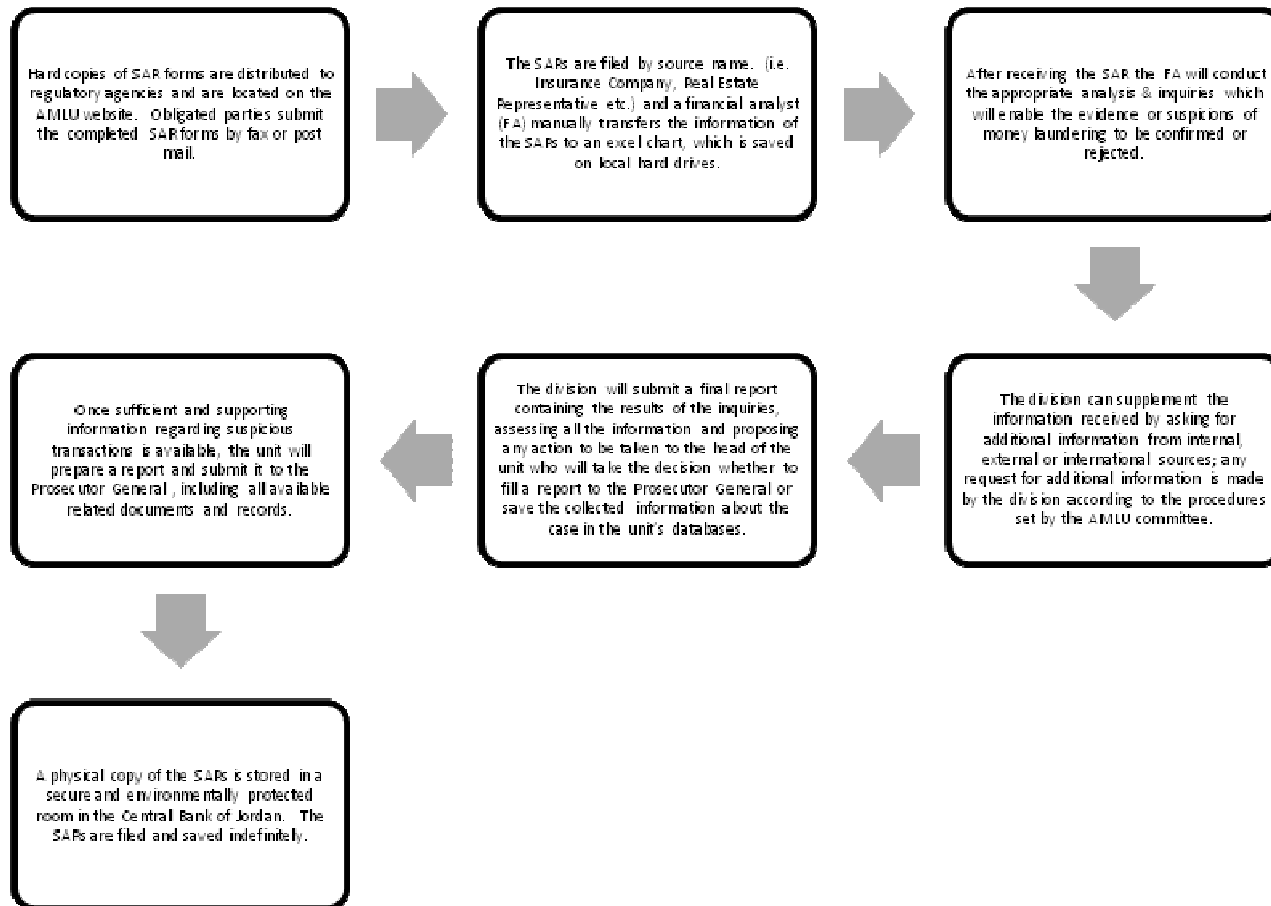 Hard copies of SAR forms are distributed to
regulatory agencies and are located on the
AMLU website. Obligated parties submit
the completed SAR forms by fax or post
mail.
The SARs are filed by source name. (i.e.
Insurance Company, Real Estate
Representative etc.) and a financial analyst
(FA) manually transfers the information of
the SARs to an excel chart, which is saved
on local hard drives.
After receiving the SAR the FA will conduct
the appropriate analysis & inquiries which
will enable the evidence or suspicions of
money laundering to be confirmed or
rejected.
The division can supplement the
information received by asking for
additional information from internal,
external or international sources; any
request for additional information is made
by the division according to the procedures
set by the AMLU committee.
The division will submit a final report
containing the results of the inquiries,
assessing all the information and proposing
any action to be taken to the head of the
unit who will take the decision whether to
fill a report to the Prosecutor General or
save the collected information about the
case in the unit's databases.
Once sufficient and supporting
information regarding suspicious
transactions is available, the unit will
prepare a report and submit it to the
Prosecutor General , including all available
related documents and records.
A physical copy of the SARs is stored in a
secure and environmentally protected
room in the Central Bank of Jordan. The
SARs are filed and saved indefinitely.